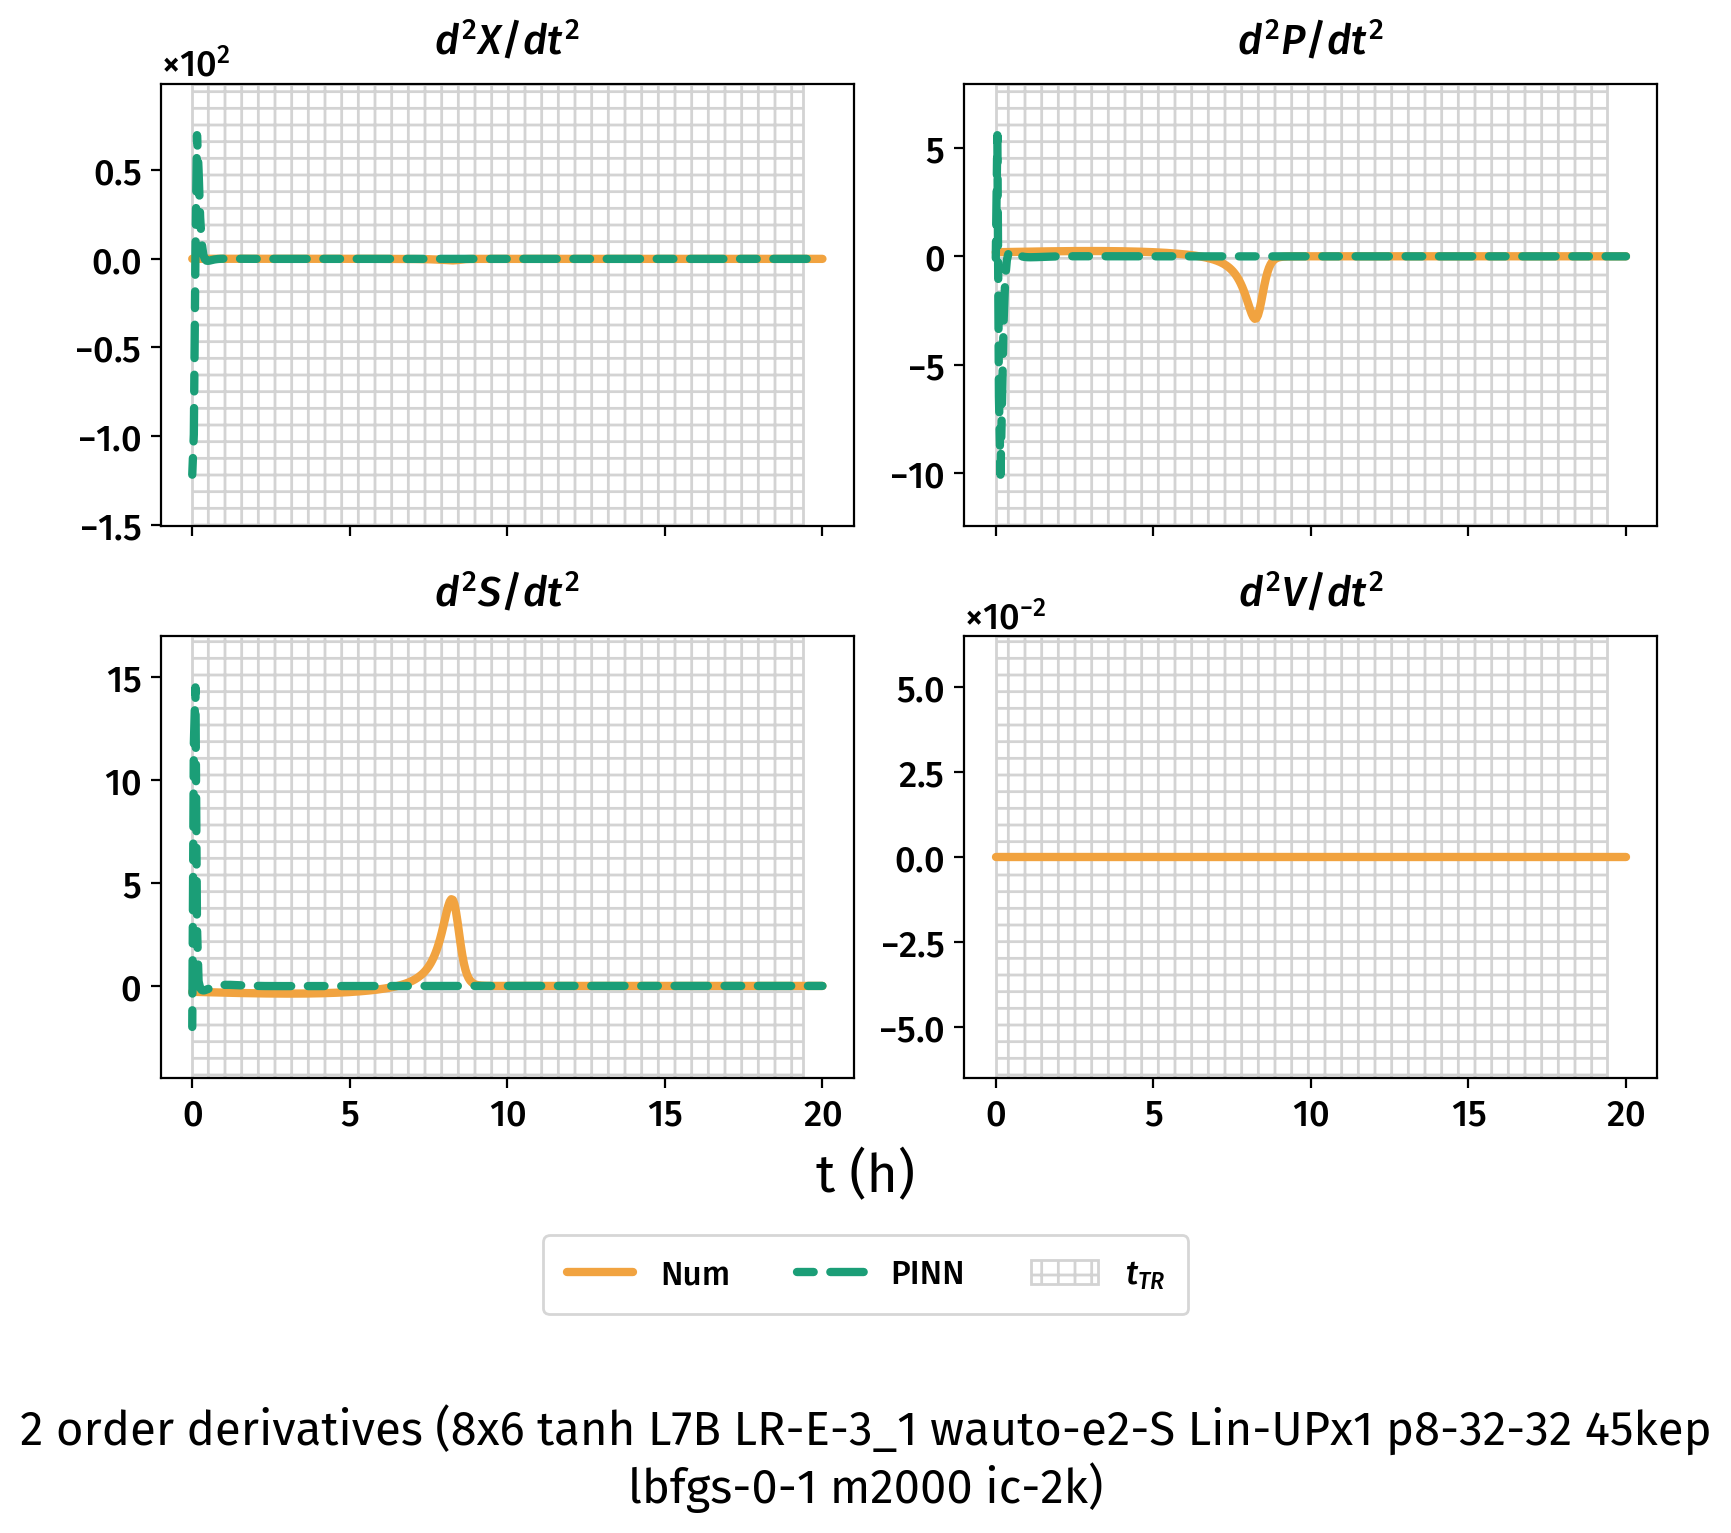 d²X/dt²
d²P/dt²
×10²
0.5
0.0
−0.5
−1.0
−1.5
5
0
−5
−10
d²S/dt²
d²V/dt²
×10⁻²
15
10
5
0
5.0
2.5
0.0
−2.5
−5.0
0 5 10 15 20
0 5 10 15 20
t (h)
Num PINN t_TR
2 order derivatives (8x6 tanh L7B LR-E-3_1 wauto-e2-S Lin-UPx1 p8-32-32 45kep
lbfgs-0-1 m2000 ic-2k)